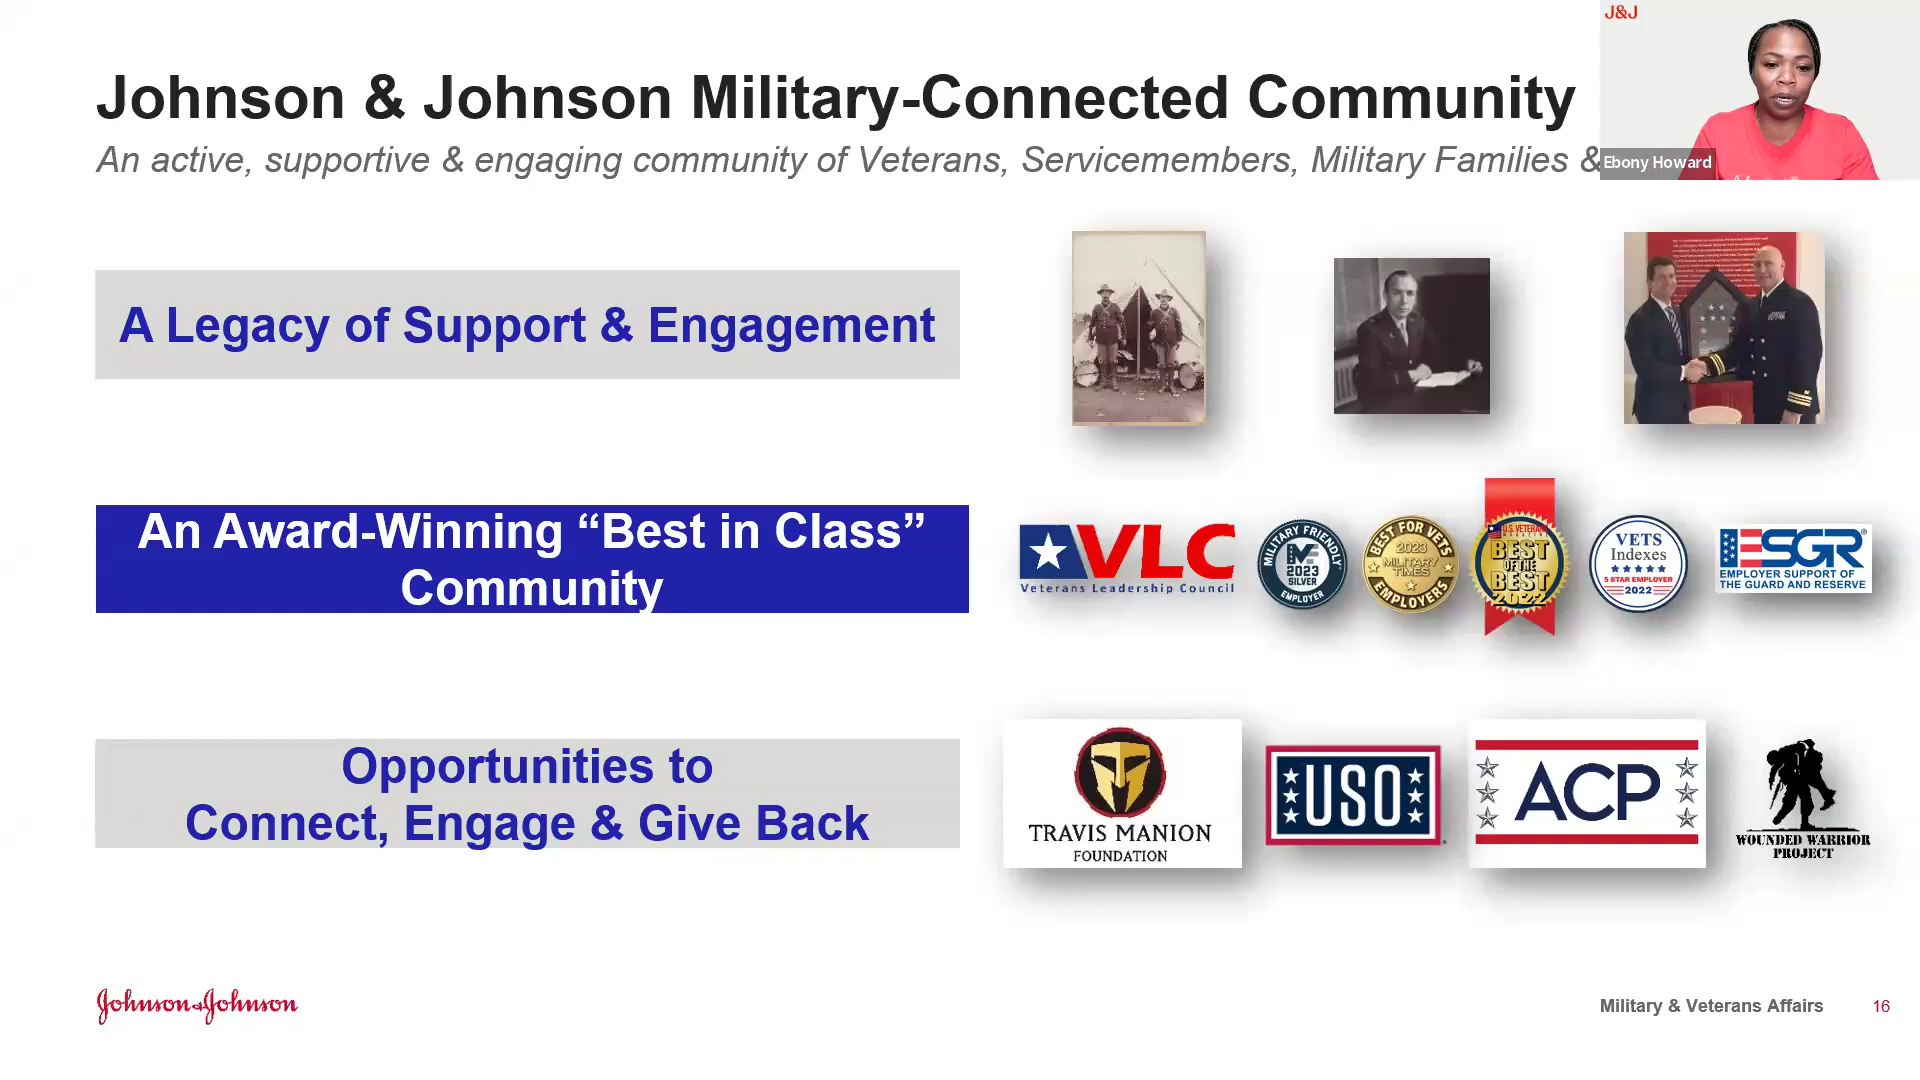 J&J
Johnson & Johnson Military-Connected Community
An active, supportive & engaging community of Veterans, Servicemembers, Military Families &
Ebony Howard
A Legacy of Support & Engagement
An Award-Winning “Best in Class”
Community
VLC
Veterans Leadership Council
MILITARY FRIENDLY
2023
SILVER
EMPLOYER
BEST FOR VETS
2023
MILITARY
TIMES
EMPLOYERS
U.S. VETERANS
BEST
OF THE
BEST
2022
VETS
Indexes
5 STAR EMPLOYER
2022
ESGR®
EMPLOYER SUPPORT OF
THE GUARD AND RESERVE
Opportunities to
Connect, Engage & Give Back
TRAVIS MANION
FOUNDATION
USO
ACP
WOUNDED WARRIOR
PROJECT
Johnson&Johnson
Military & Veterans Affairs
16